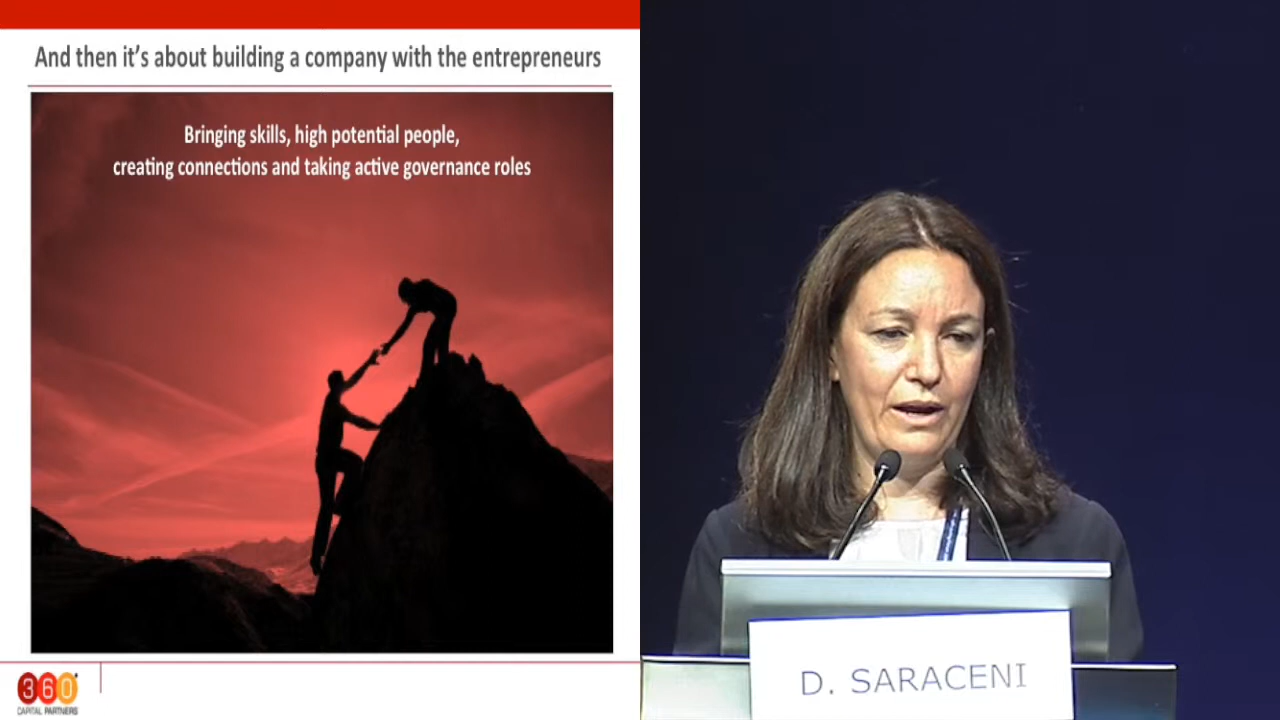 And then it's about building a company with the entrepreneurs
Bringing skills, high potential people,
creating connections and taking active governance roles
360
CAPITAL PARTNERS
D. SARACENI